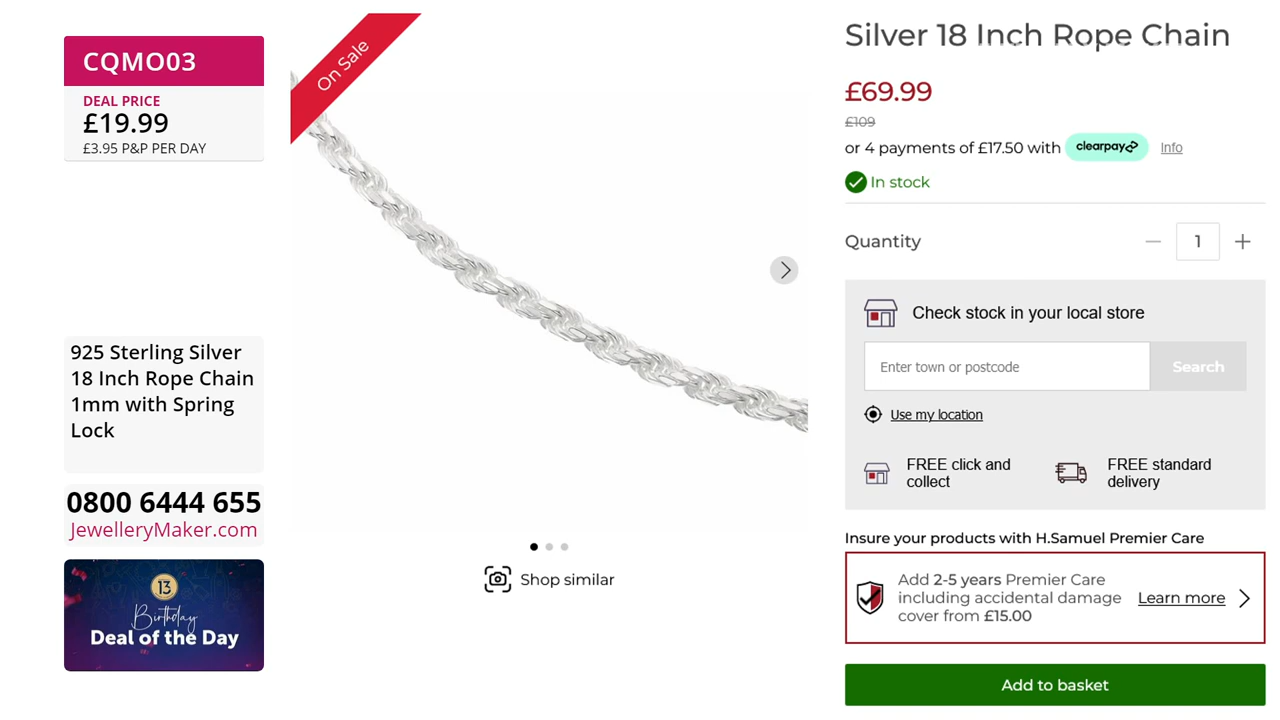 CQMO03
DEAL PRICE
£19.99
£3.95 P&P PER DAY
925 Sterling Silver
18 Inch Rope Chain
1mm with Spring
Lock
0800 6444 655
JewelleryMaker.com
13
Birthday
Deal of the Day
On Sale
Shop similar
Silver 18 Inch Rope Chain
£69.99
£109
or 4 payments of £17.50 with clearpay Info
In stock
Quantity 1
Check stock in your local store
Enter town or postcode Search
Use my location
FREE click and
collect
FREE standard
delivery
Insure your products with H.Samuel Premier Care
Add 2-5 years Premier Care
including accidental damage
cover from £15.00
Learn more
Add to basket